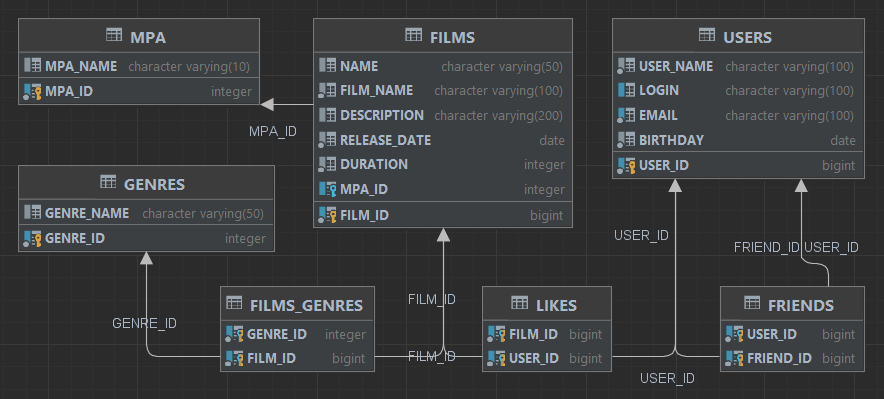 MPA
MPA_NAME character varying(10)
MPA_ID integer
FILMS
NAME character varying(50)
FILM_NAME character varying(100)
DESCRIPTION character varying(200)
RELEASE_DATE date
DURATION integer
MPA_ID integer
FILM_ID bigint
USERS
USER_NAME character varying(100)
LOGIN character varying(100)
EMAIL character varying(100)
BIRTHDAY date
USER_ID bigint
MPA_ID
GENRES
GENRE_NAME character varying(50)
GENRE_ID integer
USER_ID
FRIEND_ID USER_ID
GENRE_ID
FILM_ID
FILMS_GENRES
GENRE_ID integer
FILM_ID bigint
FILM_ID
LIKES
FILM_ID bigint
USER_ID bigint
FRIENDS
USER_ID bigint
FRIEND_ID bigint
USER_ID